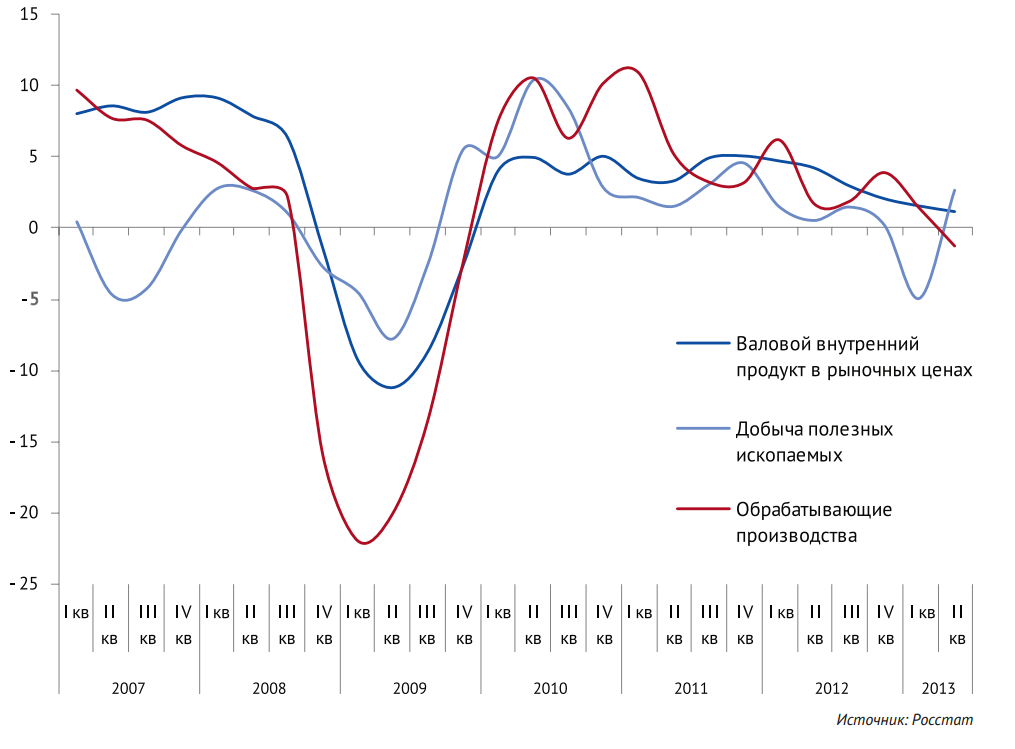 15
10
5
0
-5
-10
-15
-20
-25
Валовой внутренний
продукт в рыночных ценах
Добыча полезных
ископаемых
Обрабатывающие
производства
I кв II кв III кв IV кв I кв II кв III кв IV кв I кв II кв III кв IV кв I кв II кв III кв IV кв I кв II кв III кв IV кв I кв II кв III кв IV кв I кв II кв
2007 2008 2009 2010 2011 2012 2013
Источник: Росстат